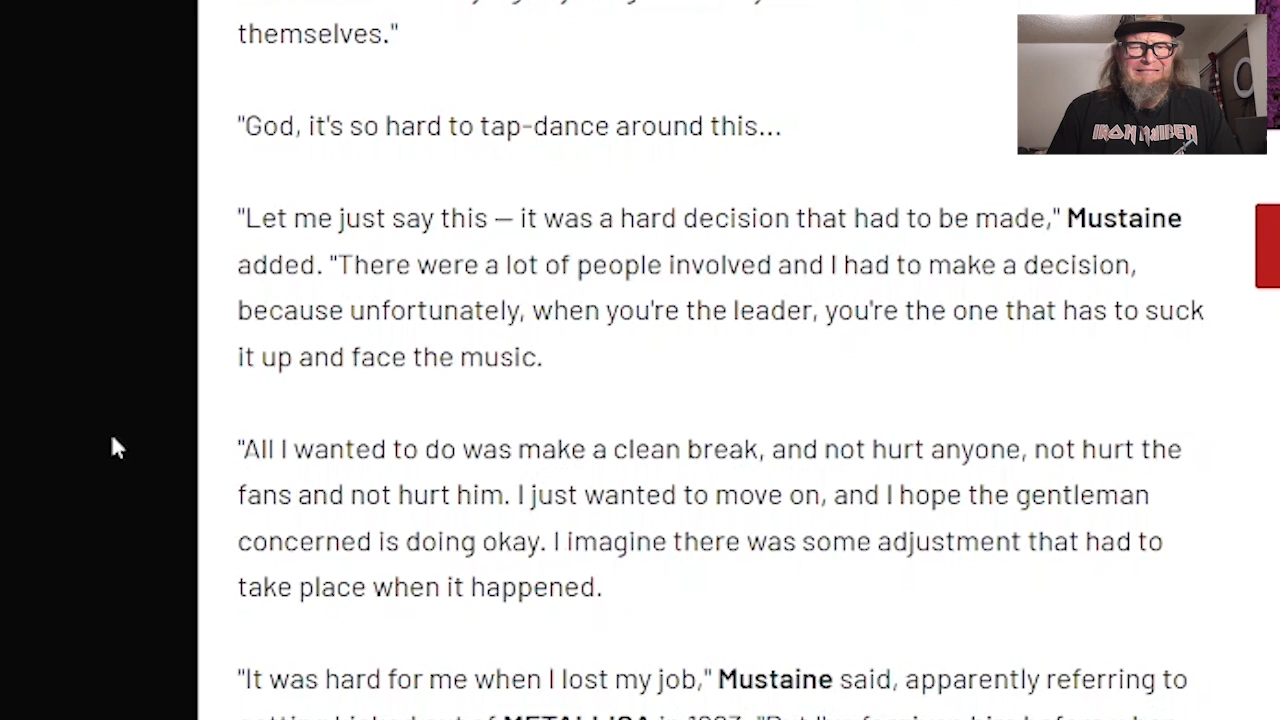 themselves."
"God, it's so hard to tap-dance around this...
"Let me just say this — it was a hard decision that had to be made," Mustaine
added. "There were a lot of people involved and I had to make a decision,
because unfortunately, when you're the leader, you're the one that has to suck
it up and face the music.
"All I wanted to do was make a clean break, and not hurt anyone, not hurt the
fans and not hurt him. I just wanted to move on, and I hope the gentleman
concerned is doing okay. I imagine there was some adjustment that had to
take place when it happened.
"It was hard for me when I lost my job," Mustaine said, apparently referring to
IRON MAIDEN